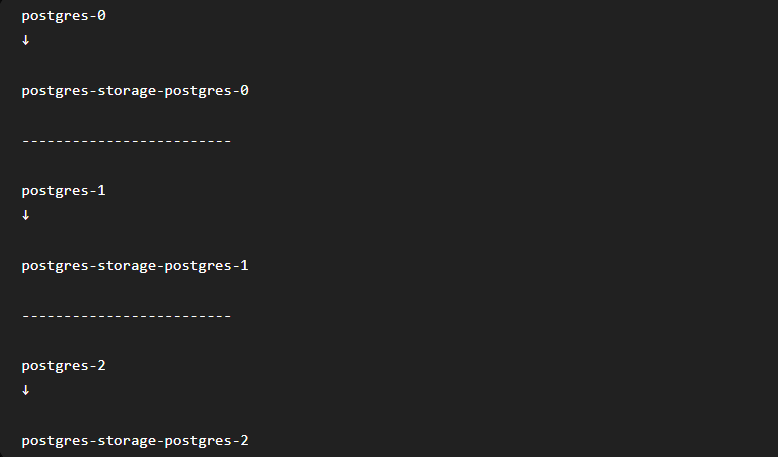 postgres-0
↓
postgres-storage-postgres-0
-------------------------
postgres-1
↓
postgres-storage-postgres-1
-------------------------
postgres-2
↓
postgres-storage-postgres-2